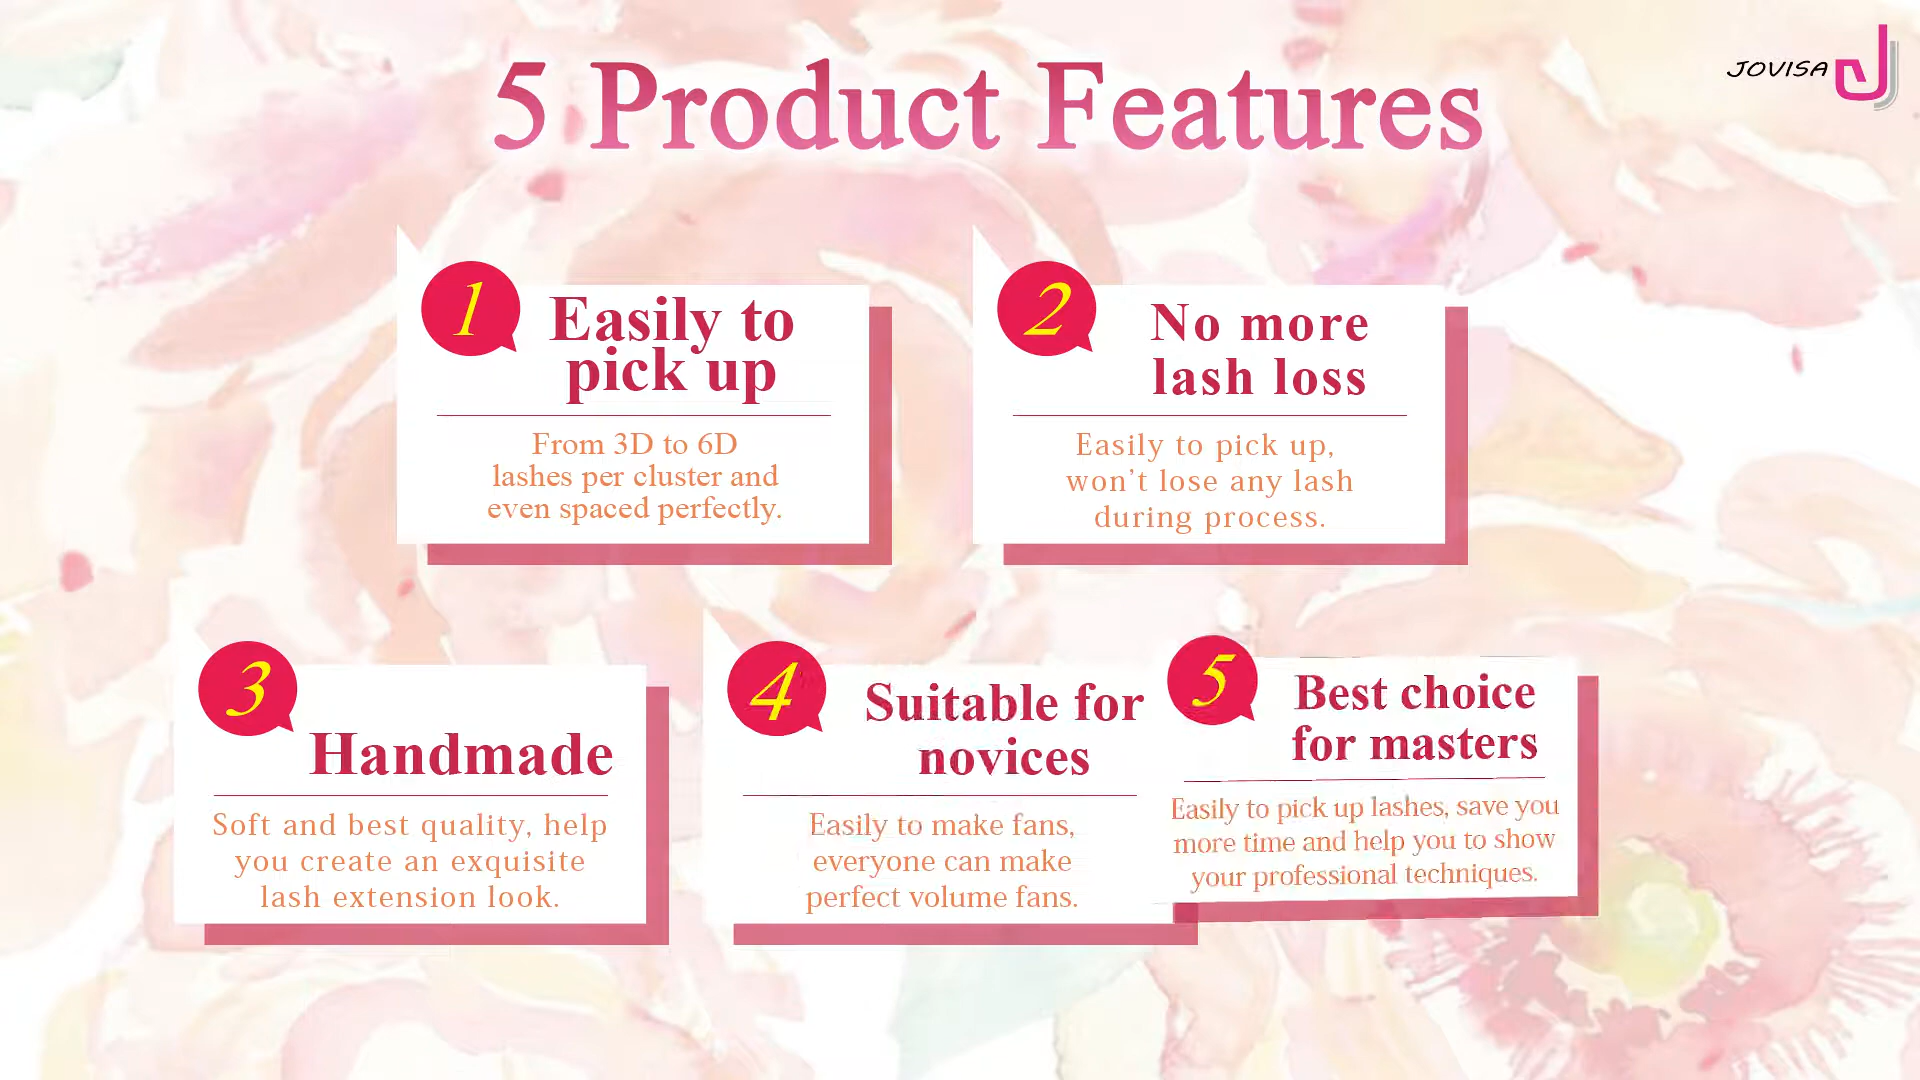 5 Product Features
JOVISA
1
Easily to
pick up
From 3D to 6D
lashes per cluster and
even spaced perfectly.
2
No more
lash loss
Easily to pick up,
won't lose any lash
during process.
3
Handmade
Soft and best quality, help
you create an exquisite
lash extension look.
4
Suitable for
novices
Easily to make fans,
everyone can make
perfect volume fans.
5
Best choice
for masters
Easily to pick up lashes, save you
more time and help you to show
your professional techniques.